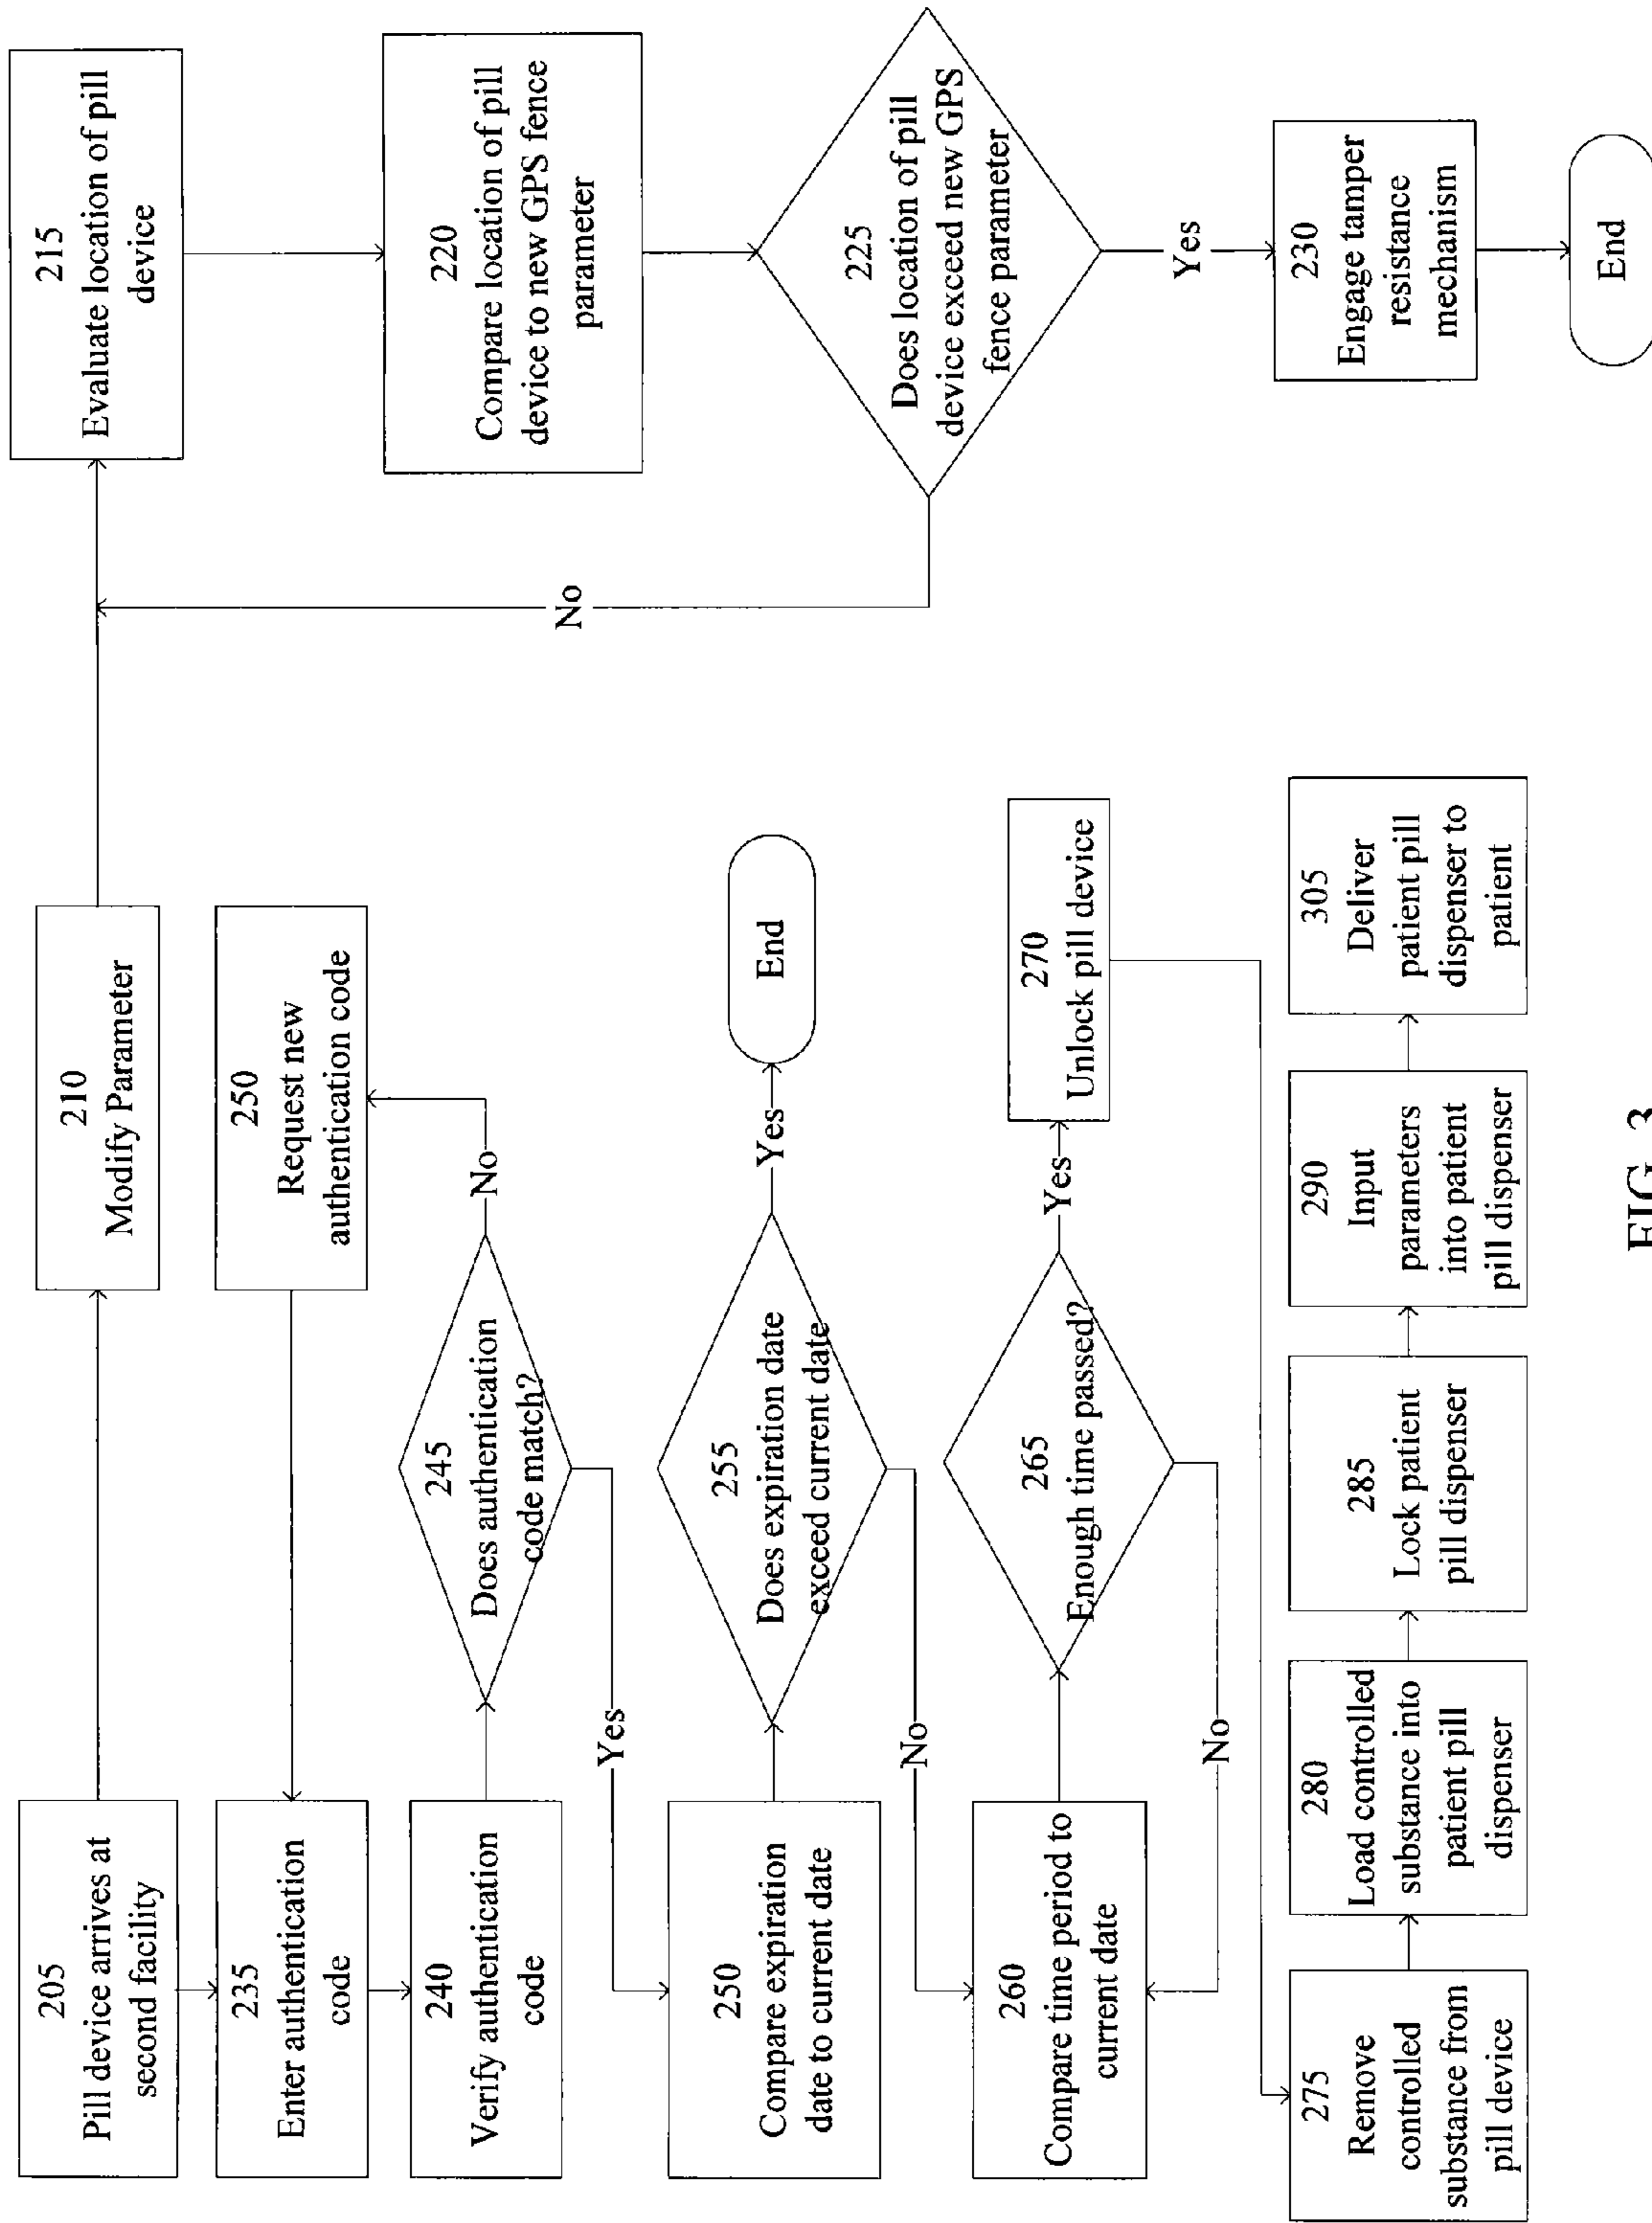 205
Pill device arrives at
second facility
210
Modify Parameter
215
Evaluate location of pill
device
220
Compare location of pill
device to new GPS fence
parameter
225
Does location of pill
device exceed new GPS
fence parameter
No
Yes
230
Engage tamper
resistance
mechanism
End
235
Enter authentication
code
250
Request new
authentication code
240
Verify authentication
code
245
Does authentication
code match?
No
Yes
250
Compare expiration
date to current date
255
Does expiration date
exceed current date
Yes
End
No
260
Compare time period to
current date
265
Enough time passed?
Yes
No
270
Unlock pill device
275
Remove
controlled
substance from
pill device
280
Load controlled
substance into
patient pill
dispenser
285
Lock patient
pill dispenser
290
Input
parameters
into patient
pill dispenser
305
Deliver
patient pill
dispenser to
patient
FIG. 3